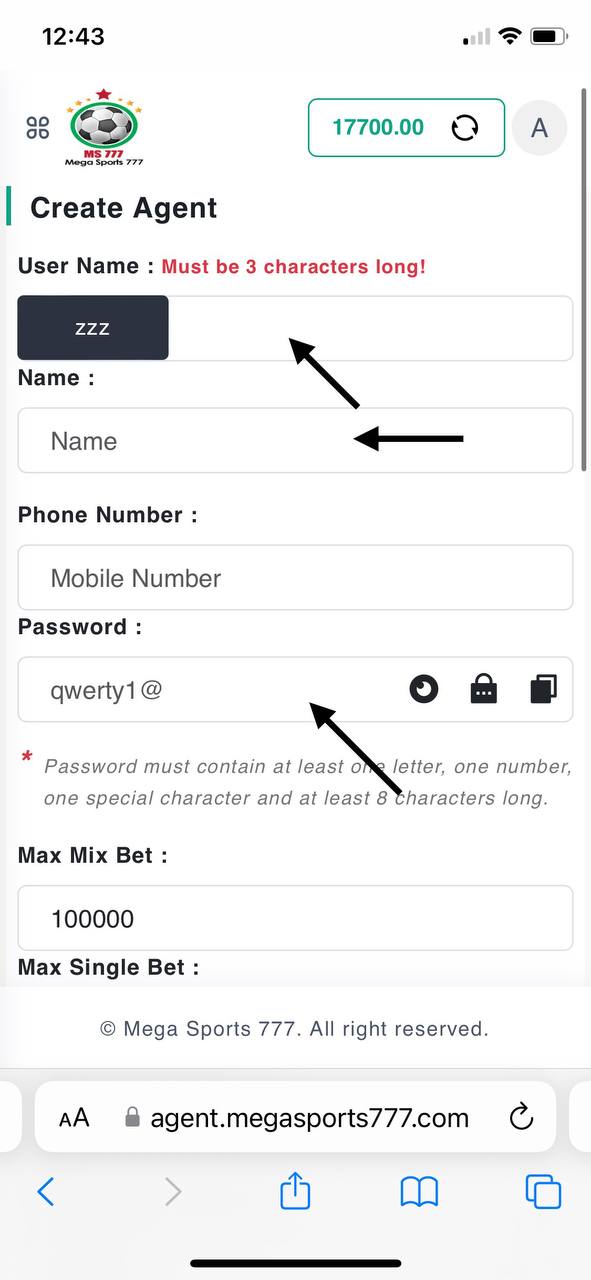 12:43
MS 777
Mega Sports 777
17700.00
A
Create Agent
User Name : Must be 3 characters long!
zzz
Name :
Name
Phone Number :
Mobile Number
Password :
qwerty1@
* Password must contain at least one letter, one number,
one special character and at least 8 characters long.
Max Mix Bet :
100000
Max Single Bet :
© Mega Sports 777. All right reserved.
AA agent.megasports777.com